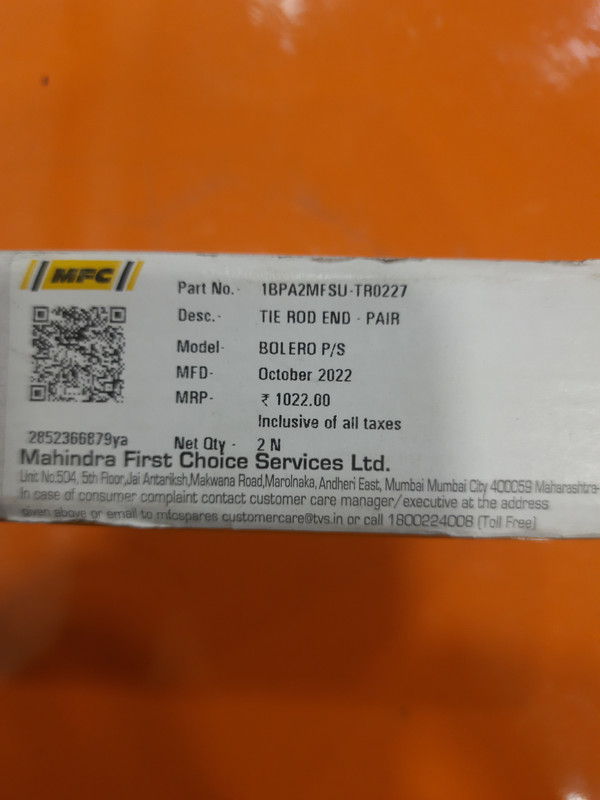 MFC
Part No.- 1BPA2MFSU-TR0227
Desc.- TIE ROD END - PAIR
Model- BOLERO P/S
MFD- October 2022
MRP- ₹ 1022.00
Inclusive of all taxes
2852366879ya
Net Qty - 2 N
Mahindra First Choice Services Ltd.
Unit No.504, 5th Floor,Jai Antariksh,Makwana Road,Marolnaka, Andheri East, Mumbai Mumbai City 400059 Maharashtra-
In case of consumer complaint contact customer care manager/executive at the address
given above or email to mfcspares customercare@tvs.in or call 1800224008 (Toll Free)